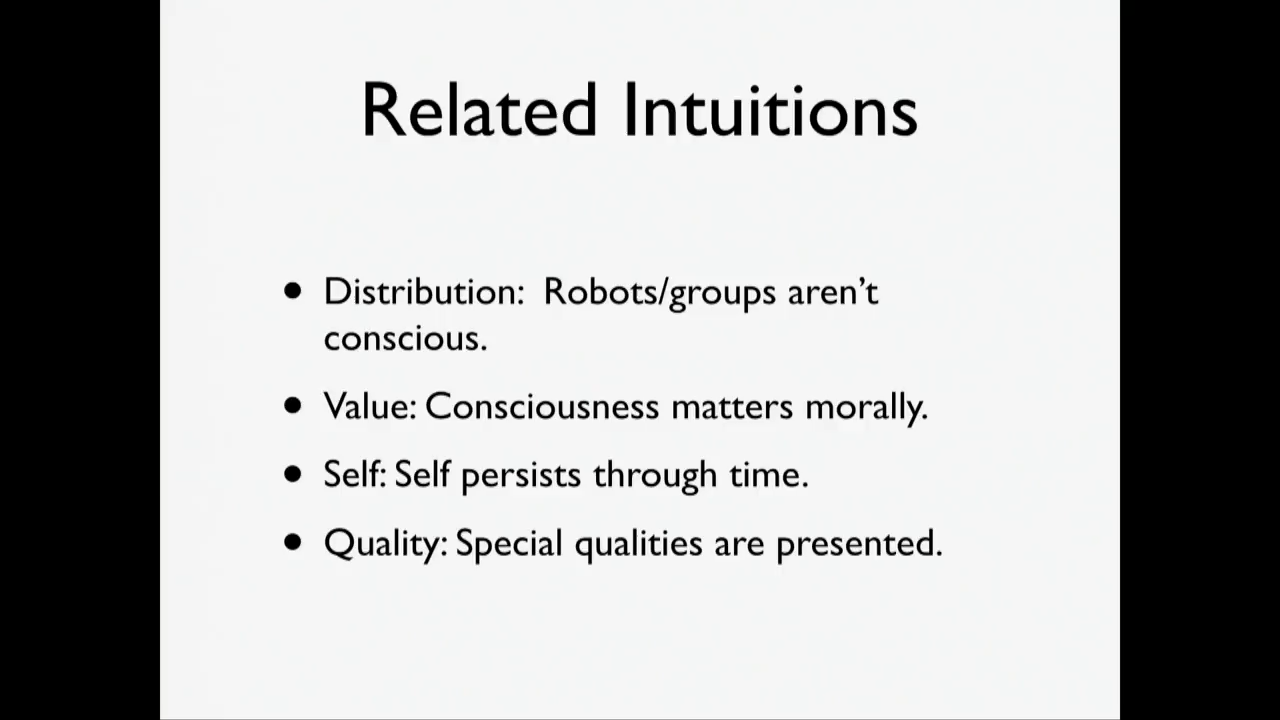 Related Intuitions
• Distribution:  Robots/groups aren’t
conscious.
• Value: Consciousness matters morally.
• Self: Self persists through time.
• Quality: Special qualities are presented.